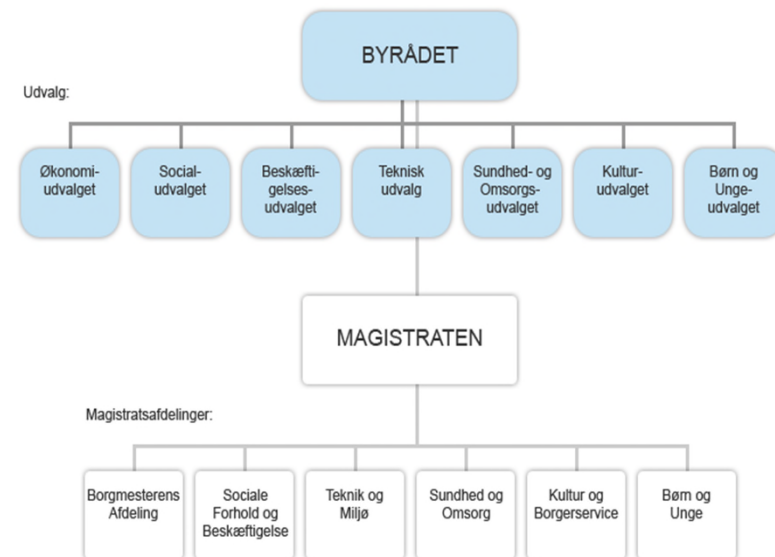 BYRÅDET
Udvalg:
Økonomi-
udvalget
Social-
udvalget
Beskæfti-
gelses-
udvalget
Teknisk
udvalg
Sundhed- og
Omsorgs-
udvalget
Kultur-
udvalget
Børn og
Unge-
udvalget
MAGISTRATEN
Magistratsafdelinger:
Borgmesterens
Afdeling
Sociale
Forhold og
Beskæftigelse
Teknik og
Miljø
Sundhed og
Omsorg
Kultur og
Borgerservice
Børn og
Unge